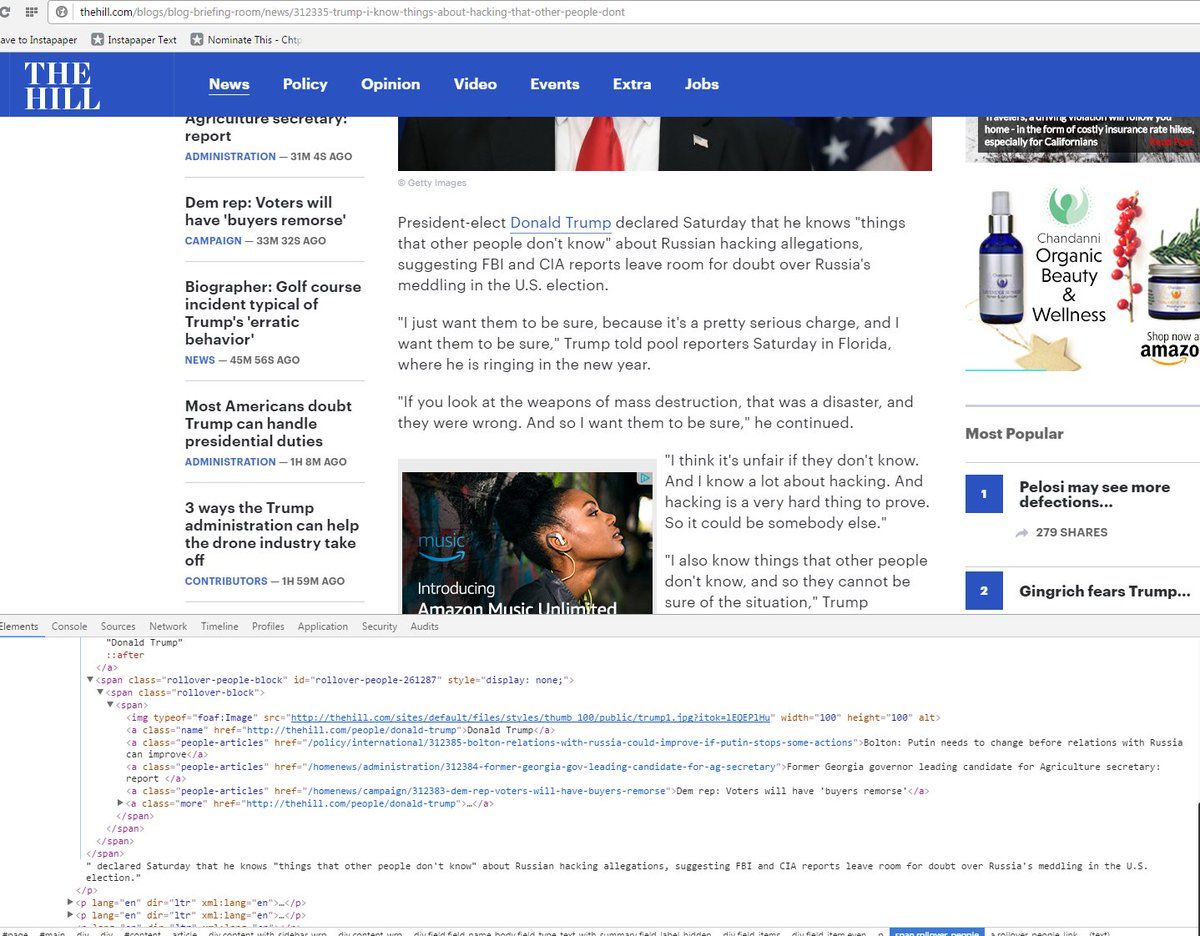 thehill.com/blogs/blog-briefing-room/news/312335-trump-i-know-things-about-hacking-that-other-people-dont
ave to Instapaper
Instapaper Text
Nominate This - Chtp
THE
HILL
News
Policy
Opinion
Video
Events
Extra
Jobs
Agriculture secretary:
report
ADMINISTRATION — 31M 4S AGO
Dem rep: Voters will
have 'buyers remorse'
CAMPAIGN — 33M 32S AGO
Biographer: Golf course
incident typical of
Trump's 'erratic
behavior'
NEWS — 45M 56S AGO
Most Americans doubt
Trump can handle
presidential duties
ADMINISTRATION — 1H 8M AGO
3 ways the Trump
administration can help
the drone industry take
off
CONTRIBUTORS — 1H 59M AGO
© Getty Images
President-elect Donald Trump declared Saturday that he knows "things
that other people don't know" about Russian hacking allegations,
suggesting FBI and CIA reports leave room for doubt over Russia's
meddling in the U.S. election.
"I just want them to be sure, because it's a pretty serious charge, and I
want them to be sure," Trump told pool reporters Saturday in Florida,
where he is ringing in the new year.
"If you look at the weapons of mass destruction, that was a disaster, and
they were wrong. And so I want them to be sure," he continued.
music
Introducing
Amazon Music Unlimited
"I think it's unfair if they don't know.
And I know a lot about hacking. And
hacking is a very hard thing to prove.
So it could be somebody else."
"I also know things that other people
don't know, and so they cannot be
sure of the situation," Trump
Travelers, a driving violation will follow you
home - in the form of costly insurance rate hikes,
especially for Californians
Read Post
Chandanni
Organic
Beauty
&
Wellness
Shop now at
amazo
Most Popular
1
Pelosi may see more
defections...
279 SHARES
2
Gingrich fears Trump...
Elements
Console
Sources
Network
Timeline
Profiles
Application
Security
Audits
"Donald Trump"
::after
</a>
<span class="rollover-people-block" id="rollover-people-261287" style="display: none;">
<span class="rollover-block">
<span>
<img typeof="foaf:Image" src="http://thehill.com/sites/default/files/styles/thumb_100/public/trump1.jpg?itok=lEQEPlHu" width="100" height="100" alt>
<a class="name" href="http://thehill.com/people/donald-trump">Donald Trump</a>
<a class="people-articles" href="/policy/international/312385-bolton-relations-with-russia-could-improve-if-putin-stops-some-actions">Bolton: Putin needs to change before relations with Russia
can improve</a>
<a class="people-articles" href="/homenews/administration/312384-former-georgia-gov-leading-candidate-for-ag-secretary">Former Georgia governor leading candidate for Agriculture secretary:
report </a>
<a class="people-articles" href="/homenews/campaign/312383-dem-rep-voters-will-have-buyers-remorse">Dem rep: Voters will have 'buyers remorse'</a>
<a class="more" href="http://thehill.com/people/donald-trump">…</a>
</span>
</span>
</span>
</span>
" declared Saturday that he knows "things that other people don't know" about Russian hacking allegations, suggesting FBI and CIA reports leave room for doubt over Russia's meddling in the U.S.
election."
</p>
<p lang="en" dir="ltr" xml:lang="en">…</p>
<p lang="en" dir="ltr" xml:lang="en">…</p>